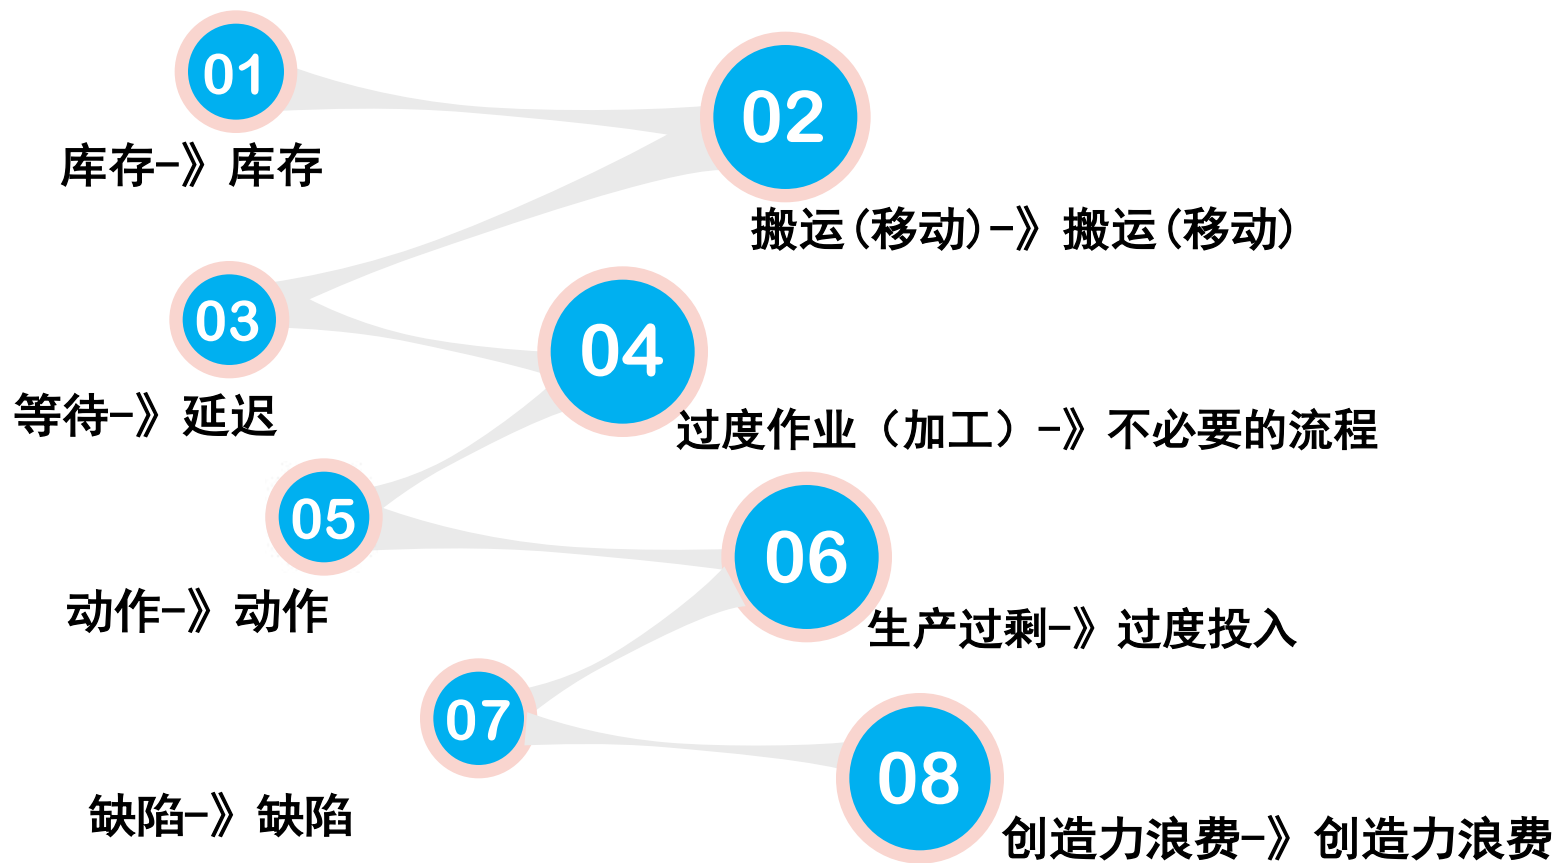 01
库存-》库存
02
搬运(移动)-》搬运(移动)
03
等待-》延迟
04
过度作业（加工）-》不必要的流程
05
动作-》动作
06
生产过剩-》过度投入
07
缺陷-》缺陷
08
创造力浪费-》创造力浪费